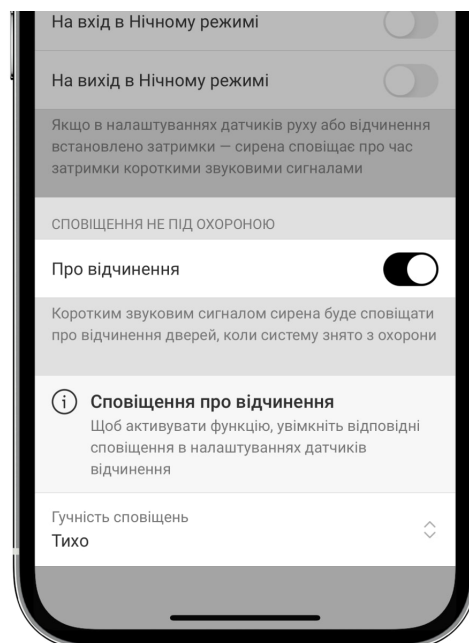 На вхід в Нічному режимі
На вихід в Нічному режимі
Якщо в налаштуваннях датчиків руху або відчинення
встановлено затримки — сирена сповіщає про час
затримки короткими звуковими сигналами
СПОВІЩЕННЯ НЕ ПІД ОХОРОНОЮ
Про відчинення
Коротким звуковим сигналом сирена буде сповіщати
про відчинення дверей, коли систему знято з охорони
Сповіщення про відчинення
Щоб активувати функцію, увімкніть відповідні
сповіщення в налаштуваннях датчиків
відчинення
Гучність сповіщень
Тихо